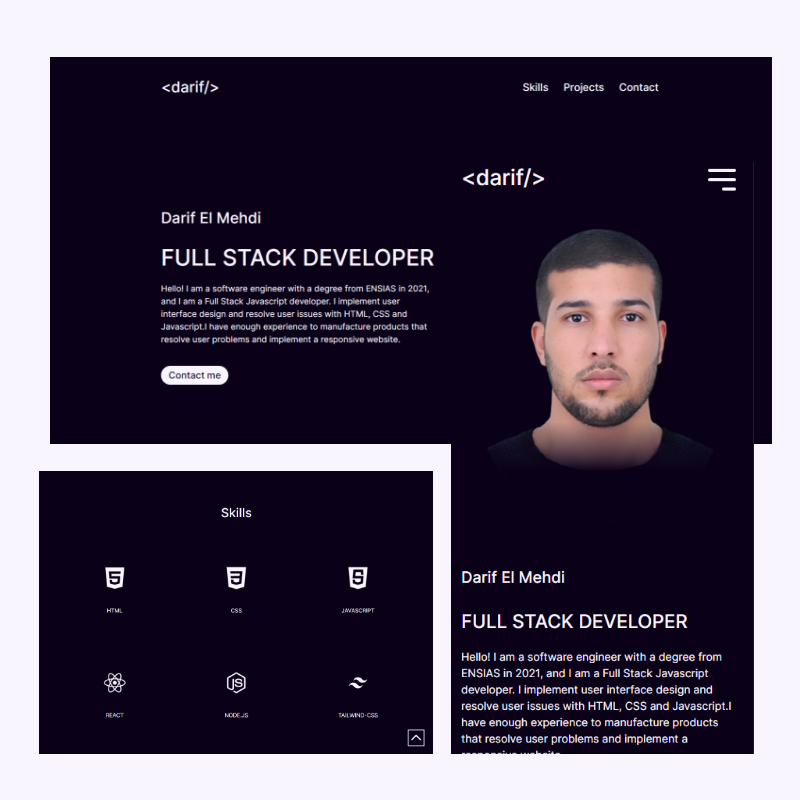 <darif/>
Skills Projects Contact
Darif El Mehdi
FULL STACK DEVELOPER
Hello! I am a software engineer with a degree from ENSIAS in 2021,
and I am a Full Stack Javascript developer. I implement user
interface design and resolve user issues with HTML, CSS and
Javascript.I have enough experience to manufacture products that
resolve user problems and implement a responsive website.
Contact me
<darif/>
Darif El Mehdi
FULL STACK DEVELOPER
Hello! I am a software engineer with a degree from
ENSIAS in 2021, and I am a Full Stack Javascript
developer. I implement user interface design and
resolve user issues with HTML, CSS and Javascript.I
have enough experience to manufacture products
that resolve user problems and implement a
responsive website.
Skills
HTML CSS JAVASCRIPT
REACT NODE.JS TAILWIND-CSS